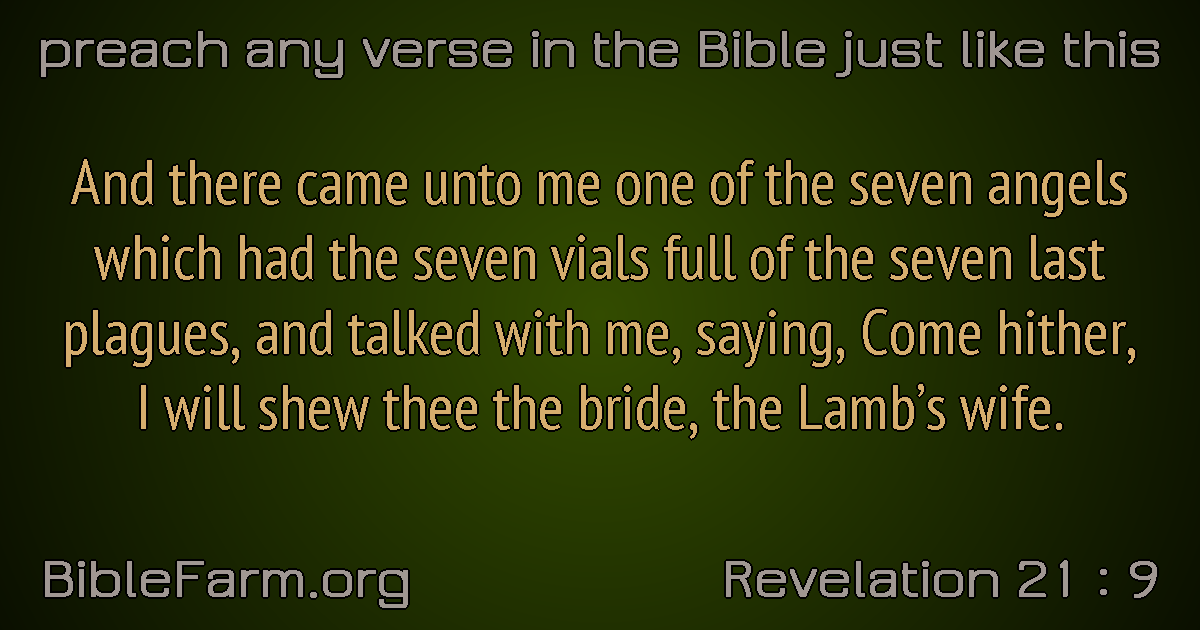 preach any verse in the Bible just like this
And there came unto me one of the seven angels
which had the seven vials full of the seven last
plagues, and talked with me, saying, Come hither,
I will shew thee the bride, the Lamb’s wife.
BibleFarm.org
Revelation 21 : 9